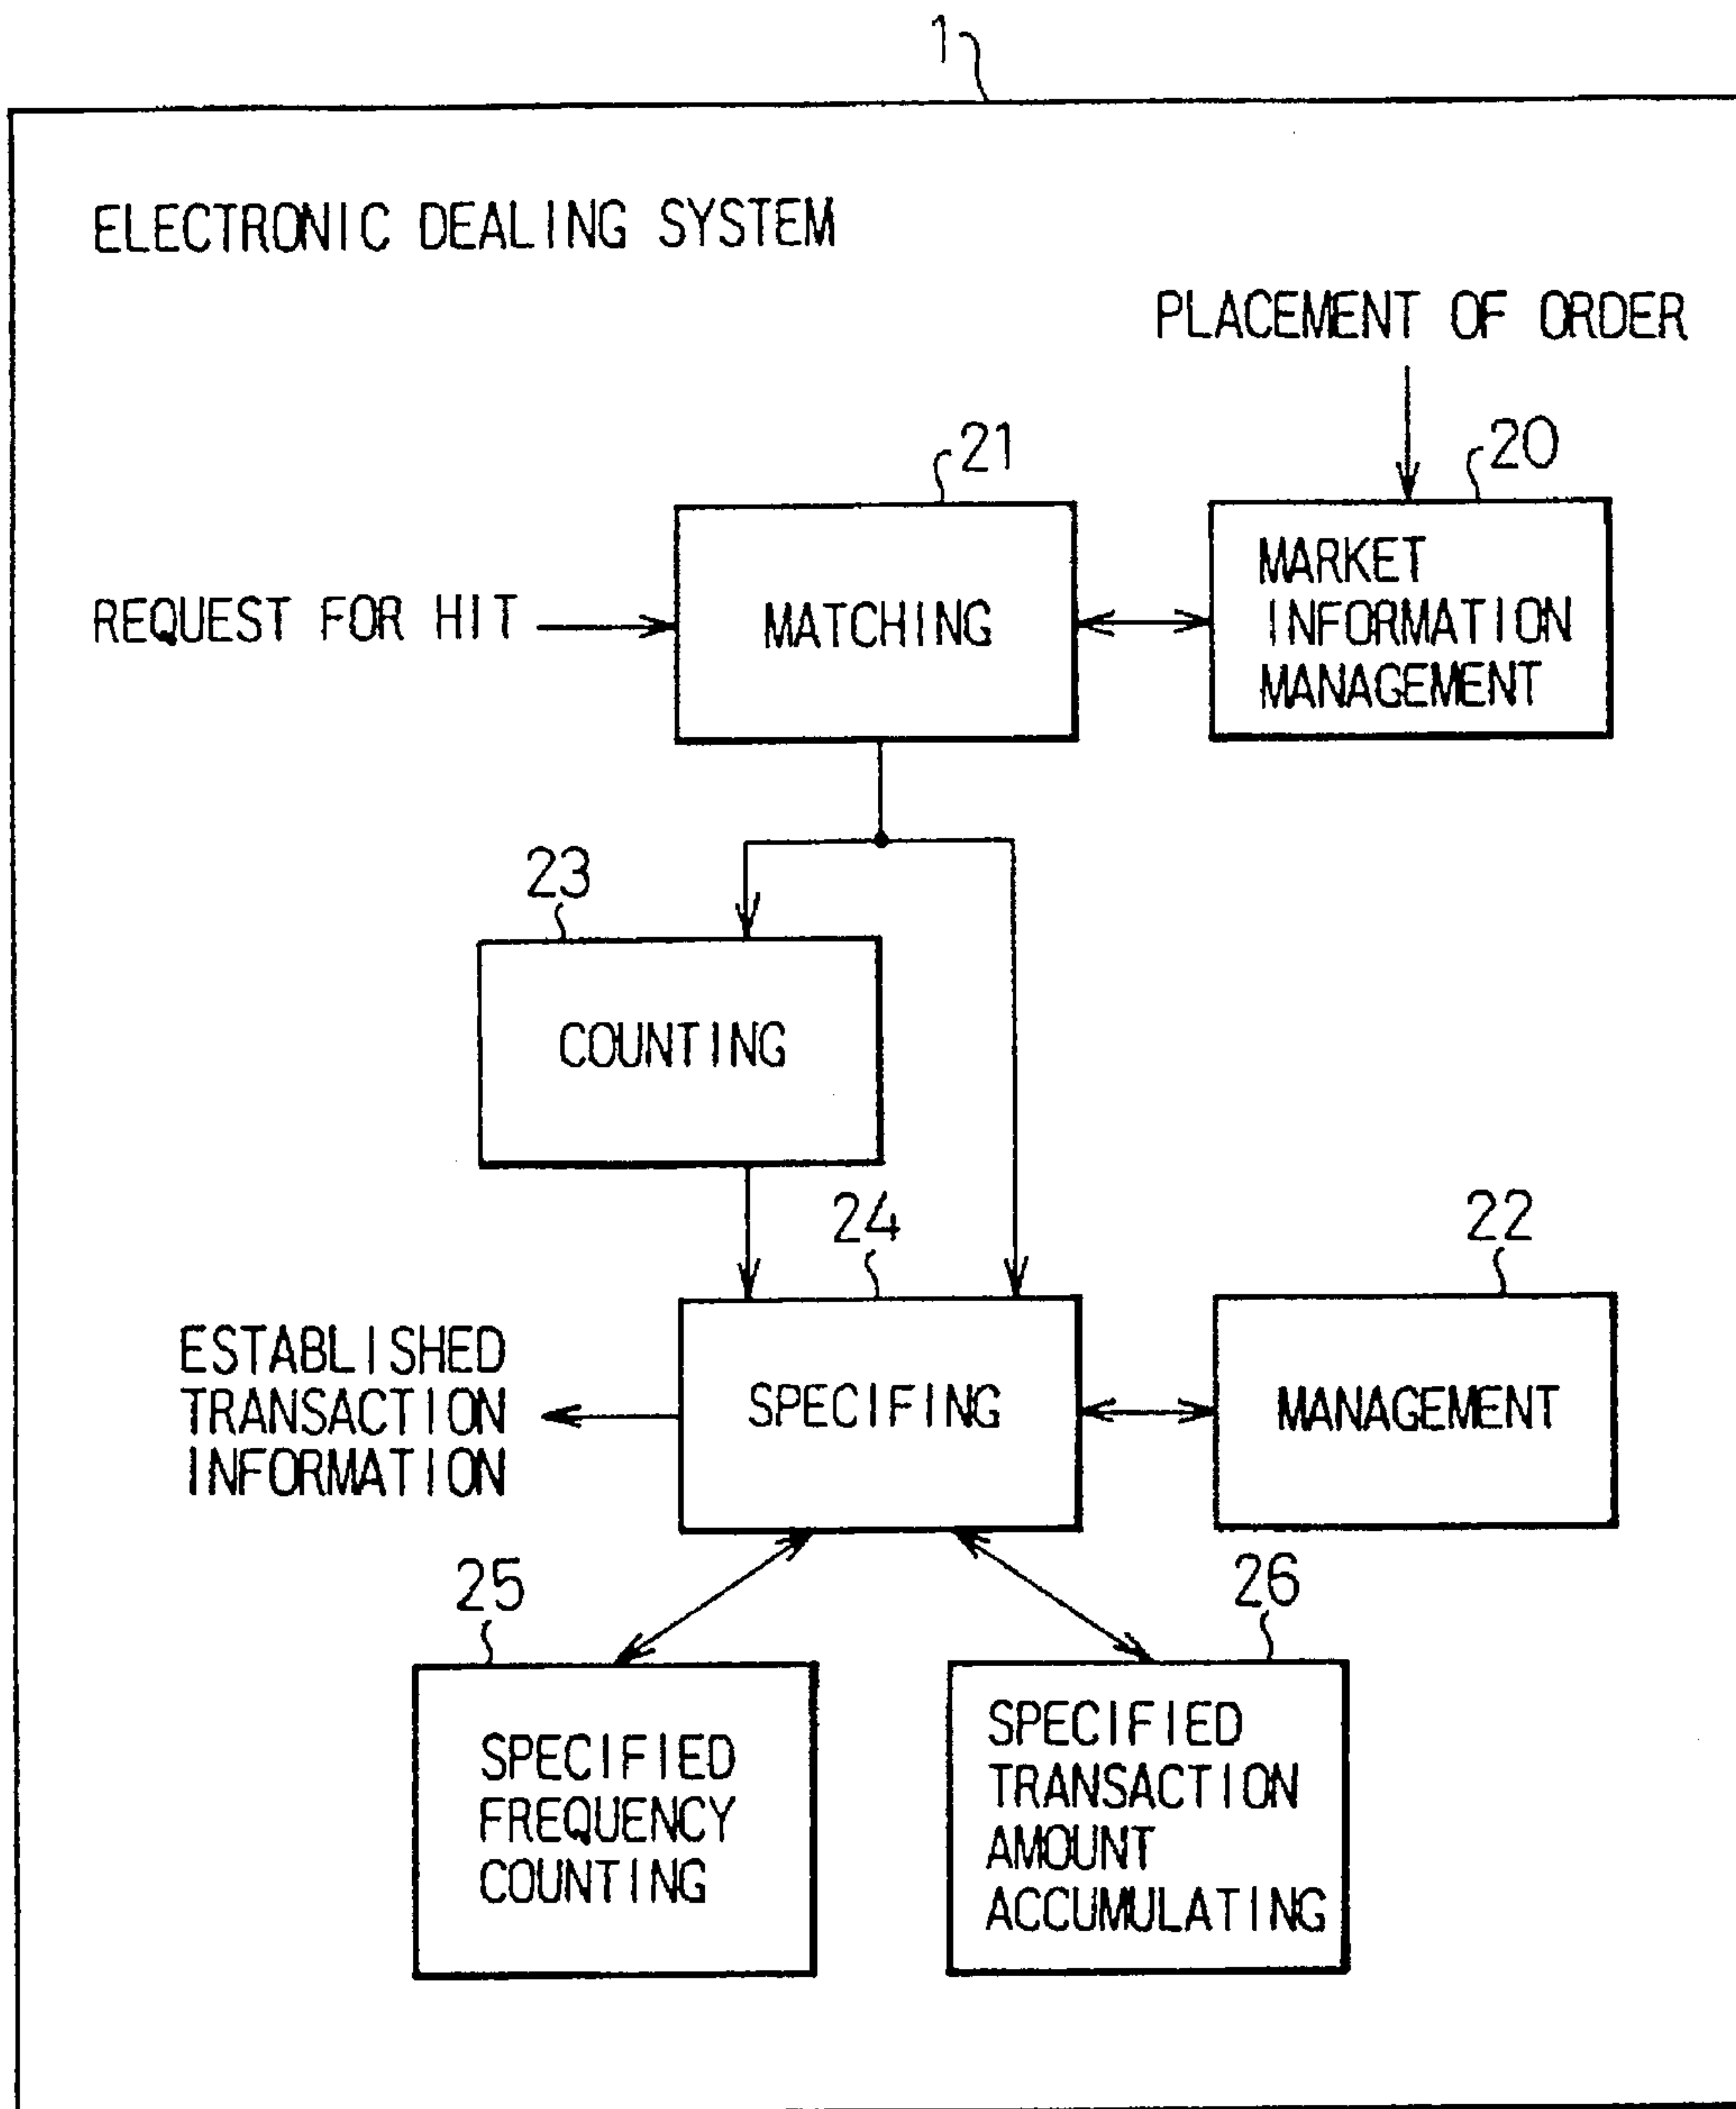 1
ELECTRONIC DEALING SYSTEM
PLACEMENT OF ORDER
21
20
REQUEST FOR HIT
MATCHING
MARKET
INFORMATION
MANAGEMENT
23
COUNTING
24
22
ESTABLISHED
TRANSACTION
INFORMATION
SPECIFING
MANAGEMENT
25
26
SPECIFIED
FREQUENCY
COUNTING
SPECIFIED
TRANSACTION
AMOUNT
ACCUMULATING